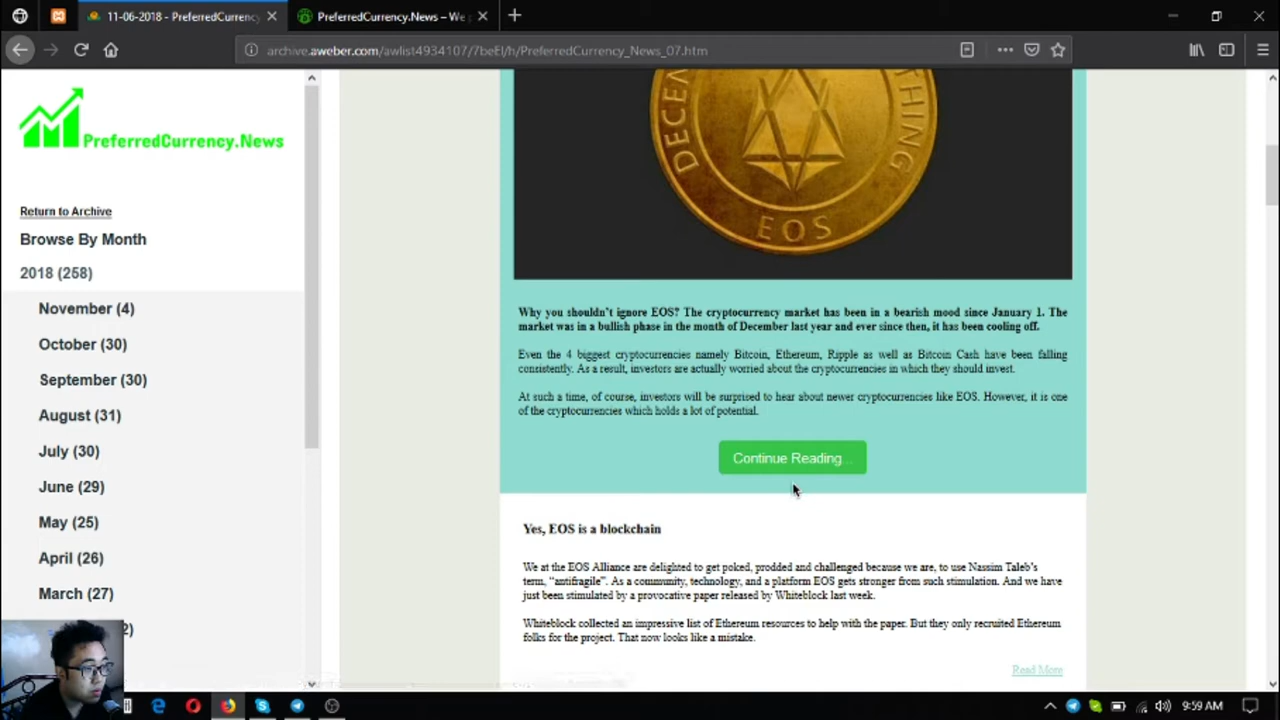 11-06-2018 - PreferredCurrency
PreferredCurrency.News – We p
archive.aweber.com/awlist4934107/7beEl/h/PreferredCurrency_News_07.htm
PreferredCurrency.News
Return to Archive
Browse By Month
2018 (258)
November (4)
October (30)
September (30)
August (31)
July (30)
June (29)
May (25)
April (26)
March (27)
2)
THING
EOS
Why you shouldn't ignore EOS? The cryptocurrency market has been in a bearish mood since January 1. The
market was in a bullish phase in the month of December last year and ever since then, it has been cooling off.
Even the 4 biggest cryptocurrencies namely Bitcoin, Ethereum, Ripple as well as Bitcoin Cash have been falling
consistently. As a result, investors are actually worried about the cryptocurrencies in which they should invest.
At such a time, of course, investors will be surprised to hear about newer cryptocurrencies like EOS. However, it is one
of the cryptocurrencies which holds a lot of potential.
Continue Reading...
Yes, EOS is a blockchain
We at the EOS Alliance are delighted to get poked, prodded and challenged because we are, to use Nassim Taleb's
term, “antifragile”. As a community, technology, and a platform EOS gets stronger from such stimulation. And we have
just been stimulated by a provocative paper released by Whiteblock last week.
Whiteblock collected an impressive list of Ethereum resources to help with the paper. But they only recruited Ethereum
folks for the project. That now looks like a mistake.
Read More
9:59 AM